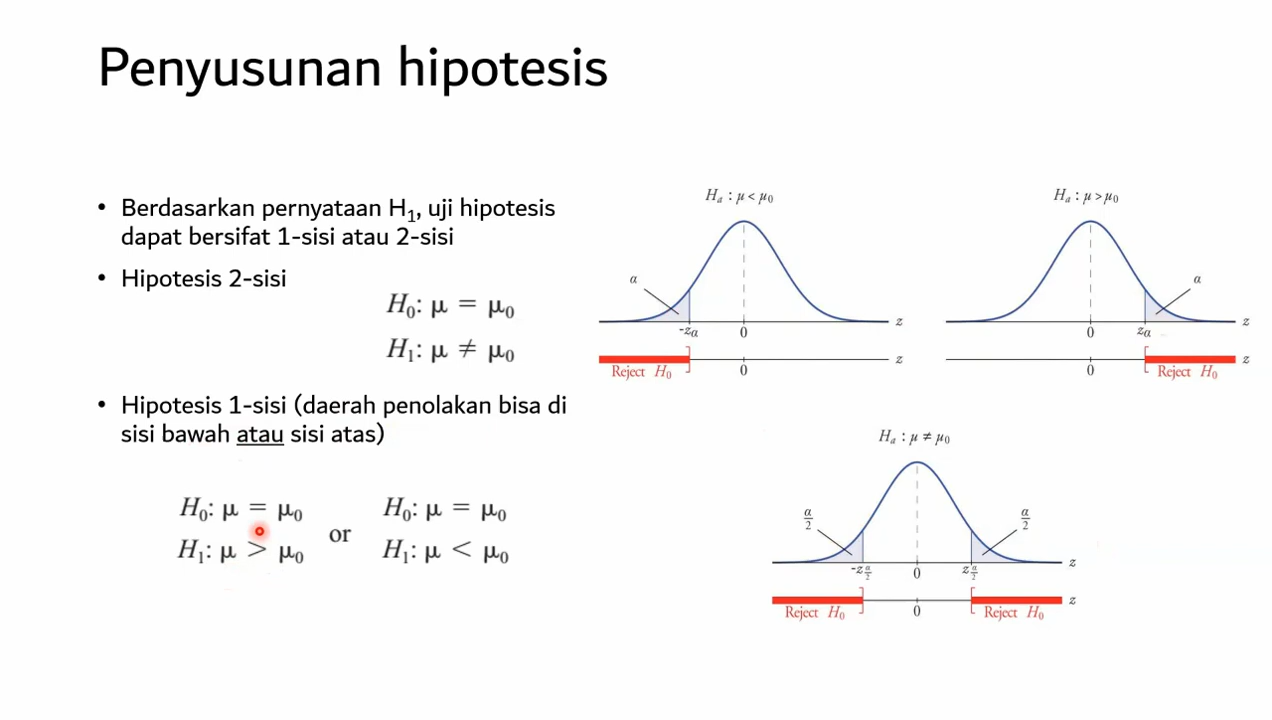 Penyusunan hipotesis
• Berdasarkan pernyataan H₁, uji hipotesis
dapat bersifat 1-sisi atau 2-sisi
• Hipotesis 2-sisi
H₀: μ = μ₀
H₁: μ ≠ μ₀
• Hipotesis 1-sisi (daerah penolakan bisa di
sisi bawah atau sisi atas)
H₀: μ = μ₀
H₁: μ > μ₀
or
H₀: μ = μ₀
H₁: μ < μ₀
Hₐ : μ < μ₀
α
-zα 0 z
0 z
Reject H₀
Hₐ : μ > μ₀
α
0 zα z
0 z
Reject H₀
Hₐ : μ ≠ μ₀
α/2 α/2
-zα/2 0 zα/2 z
0 z
Reject H₀ Reject H₀